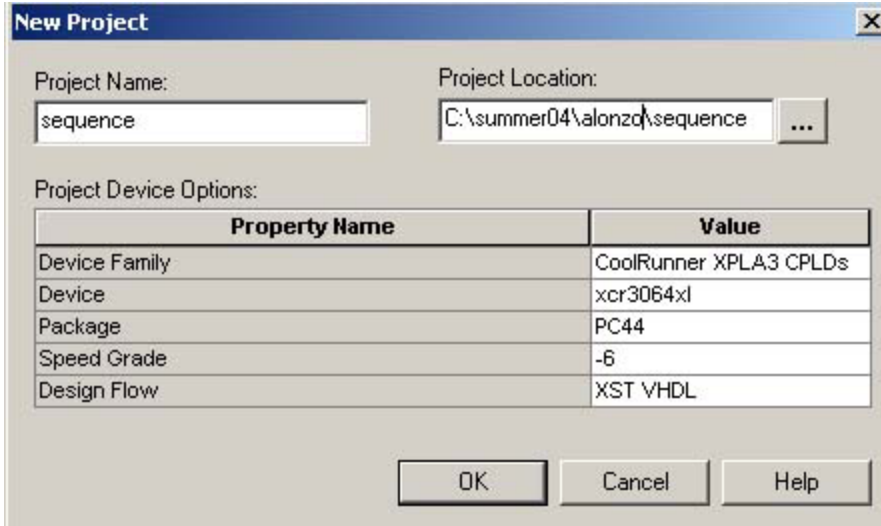 New Project
Project Name:
Project Location:
sequence
C:\summer04\alonzo\sequence
...
Project Device Options:
Property Name Value
Device Family CoolRunner XPLA3 CPLDs
Device xcr3064xl
Package PC44
Speed Grade -6
Design Flow XST VHDL
OK Cancel Help